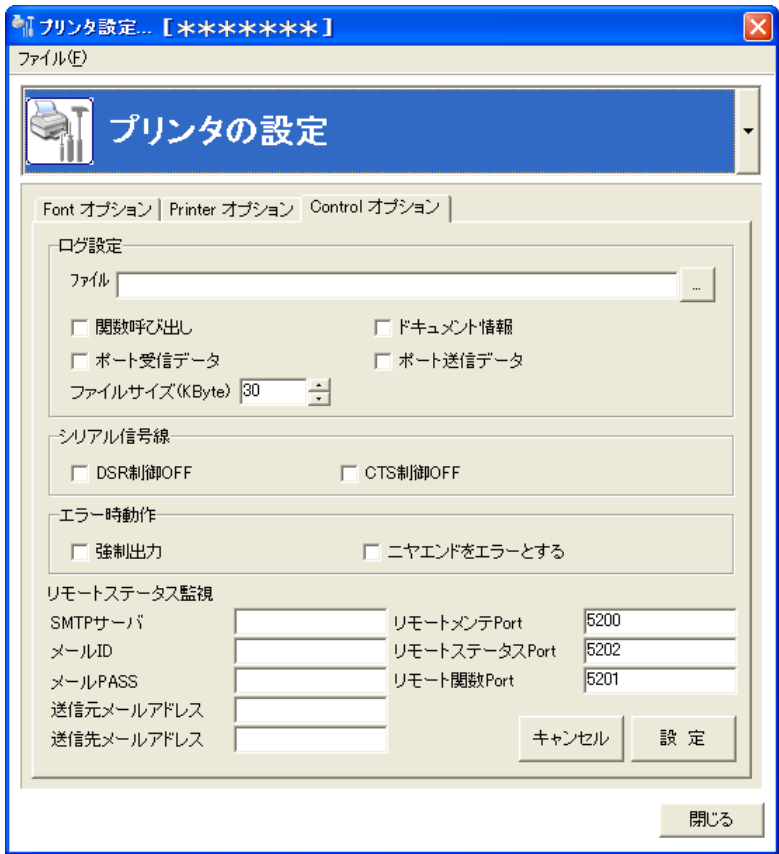 プリンタ設定... [*******]
ファイル(F)
プリンタの設定
Font オプション Printer オプション Control オプション
ログ設定
ファイル ...
関数呼び出し ドキュメント情報
ポート受信データ ポート送信データ
ファイルサイズ(KByte) 30
シリアル信号線
DSR制御OFF CTS制御OFF
エラー時動作
強制出力 ニヤエンドをエラーとする
リモートステータス監視
SMTPサーバ リモートメンテPort 5200
メールID リモートステータスPort 5202
メールPASS リモート関数Port 5201
送信元メールアドレス
送信先メールアドレス キャンセル 設 定
閉じる